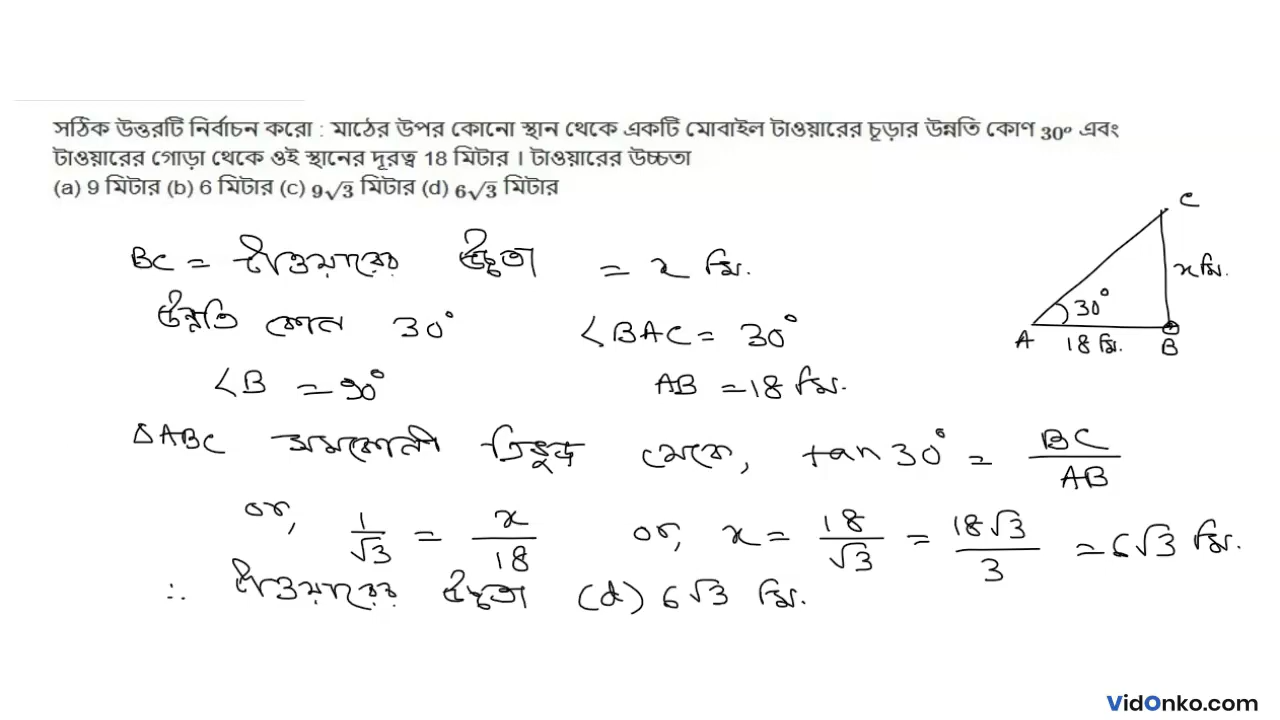 সঠিক উত্তরটি নির্বাচন করো : মাঠের উপর কোনো স্থান থেকে একটি মোবাইল টাওয়ারের চূড়ার উন্নতি কোণ 30° এবং
টাওয়ারের গোড়া থেকে ওই স্থানের দূরত্ব 18 মিটার । টাওয়ারের উচ্চতা
(a) 9 মিটার (b) 6 মিটার (c) 9√3 মিটার (d) 6√3 মিটার
BC = টাওয়ারের উচ্চতা = x মি.
উন্নতি কোন 30° ∠BAC = 30°
∠B = 90° AB = 18 মি.
△ABC সমকোনী ত্রিভুজ থেকে, tan 30° = BC/AB
or, 1/√3 = x/18 or, x = 18/√3 = 18√3/3 = 6√3 মি.
∴ টাওয়ারের উচ্চতা (d) 6√3 মি.
C
x মি.
30°
A 18 মি. B
VidOnko.com